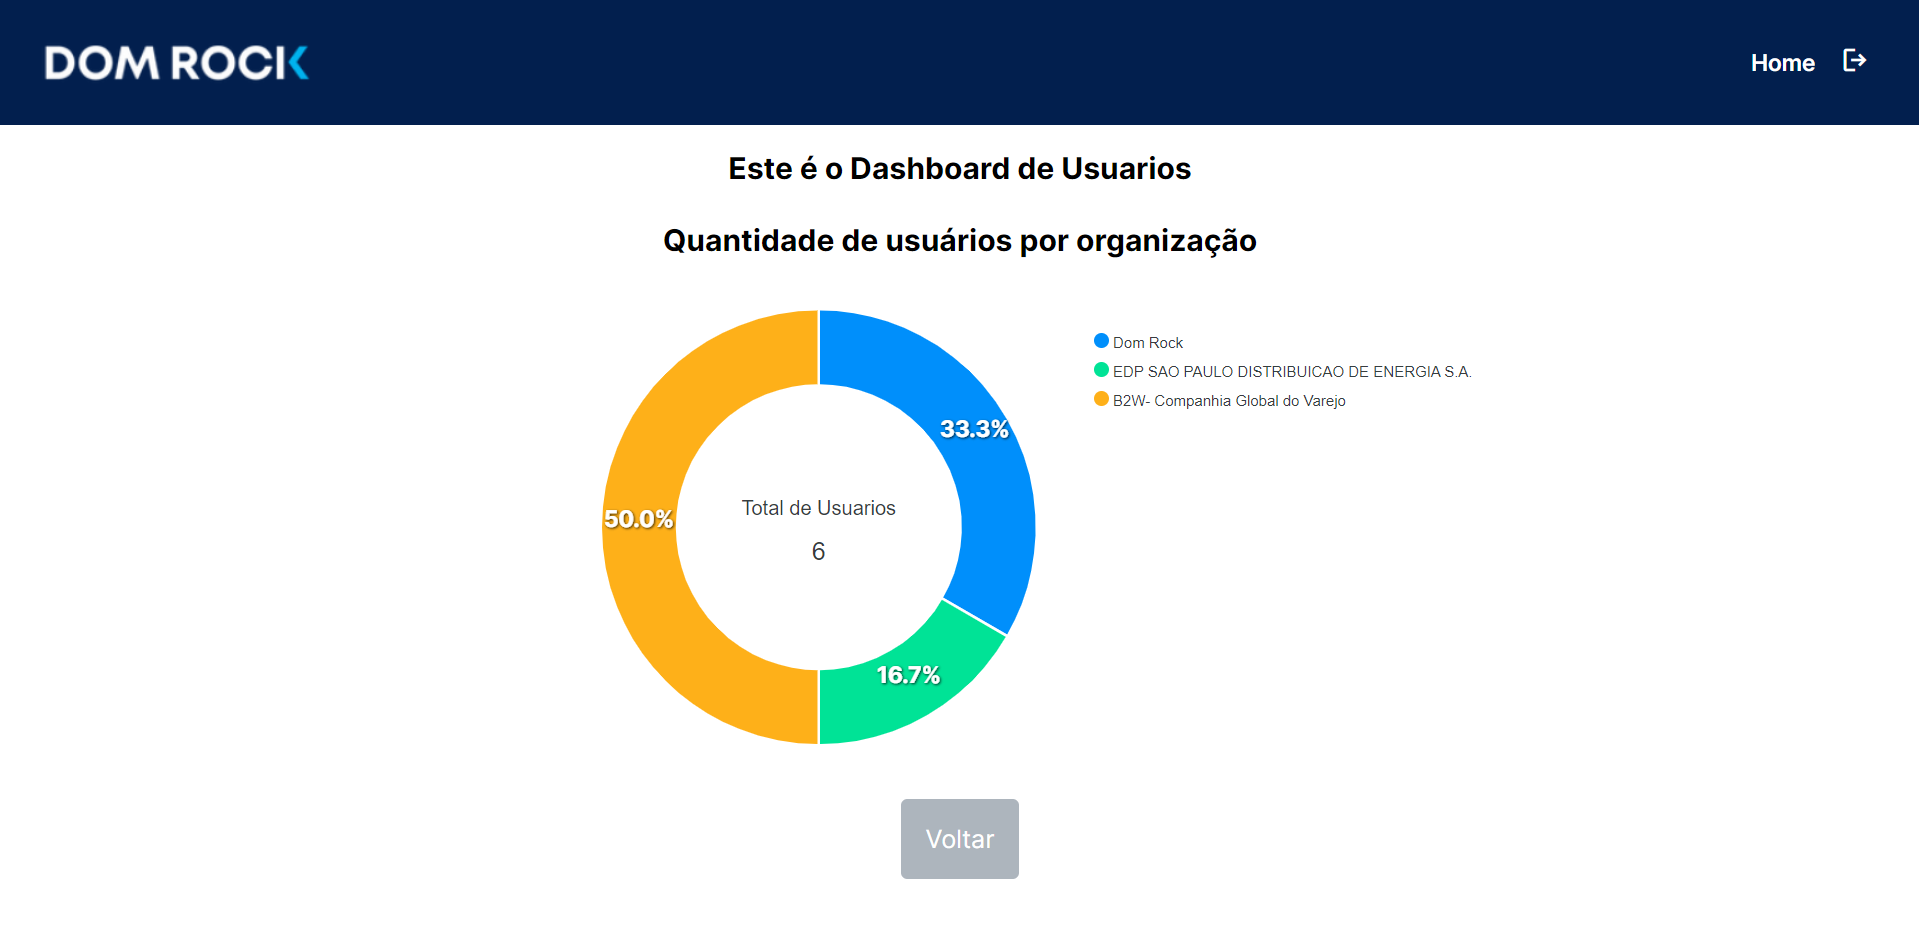 DOM ROCK
Home
Este é o Dashboard de Usuarios
Quantidade de usuários por organização
Dom Rock
EDP SAO PAULO DISTRIBUICAO DE ENERGIA S.A.
B2W- Companhia Global do Varejo
33.3%
50.0%
16.7%
Total de Usuarios
6
Voltar